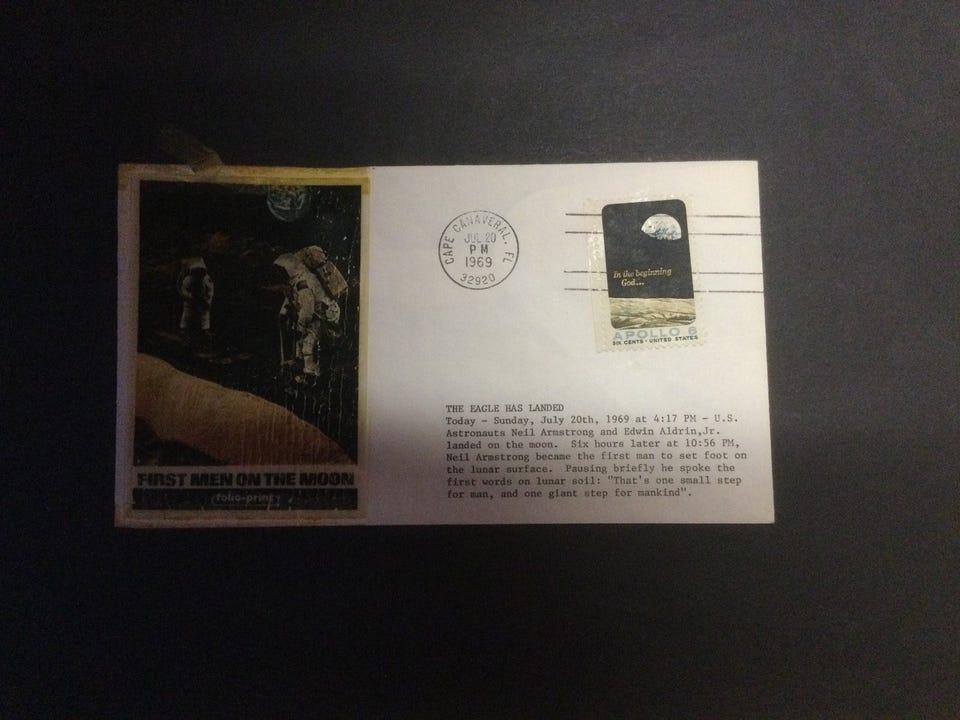 FIRST MEN ON THE MOON
folio-print
CAPE CANAVERAL, FL
JUL 20
PM
1969
32920
In the beginning
God...
APOLLO 8
SIX CENTS · UNITED STATES
THE EAGLE HAS LANDED
Today - Sunday, July 20th, 1969 at 4:17 PM - U.S.
Astronauts Neil Armstrong and Edwin Aldrin,Jr.
landed on the moon.  Six hours later at 10:56 PM,
Neil Armstrong became the first man to set foot on
the lunar surface.  Pausing briefly he spoke the
first words on lunar soil: "That's one small step
for man, and one giant step for mankind".